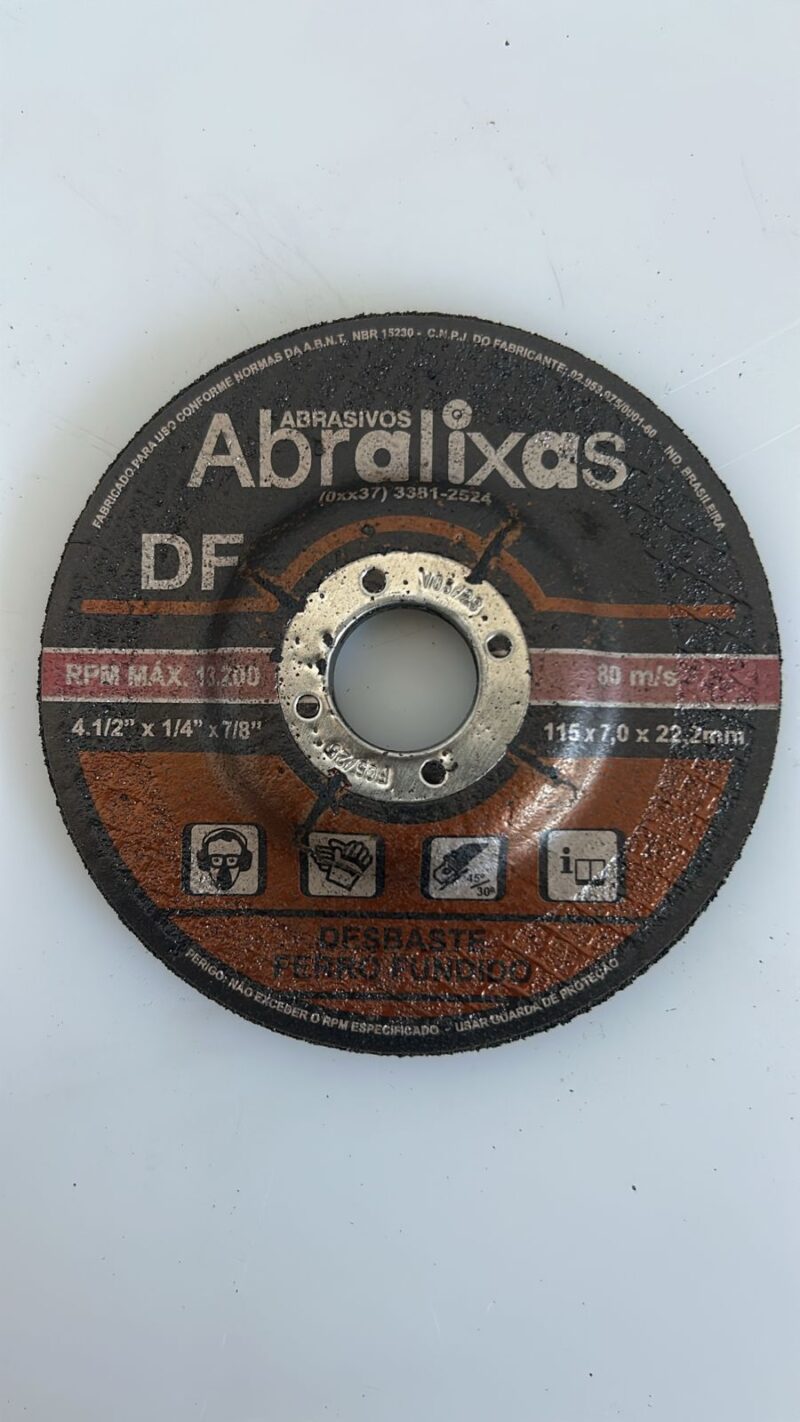 FABRICADO PARA USO CONFORME NORMAS DA A.B.N.T. NBR 15230 - C.N.P.J. DO FABRICANTE: 02.953.675/0001-60 - IND. BRASILEIRA
ABRASIVOS
Abralixas
(0xx37) 3381-2524
DF
RPM MÁX. 13.200
80 m/s
4.1/2" x 1/4" x 7/8"
115 x 7,0 x 22,2mm
45°
30°
i
DESBASTE
FERRO FUNDIDO
PERIGO: NÃO EXCEDER O RPM ESPECIFICADO - USAR GUARDA DE PROTEÇÃO